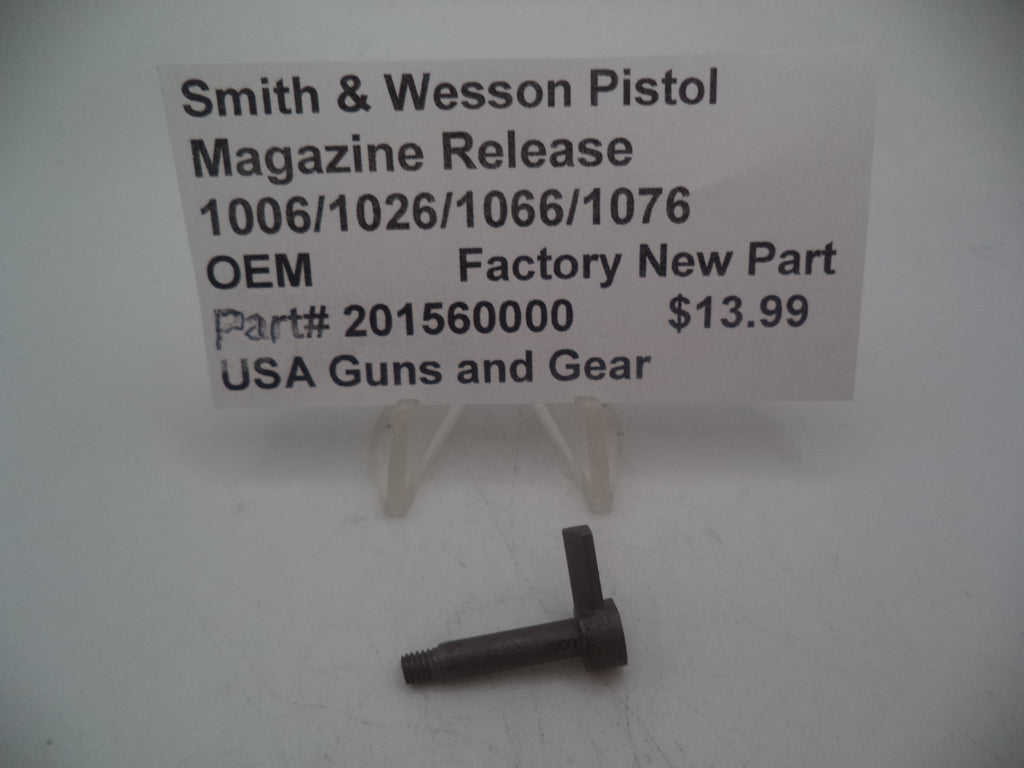 Smith & Wesson Pistol
Magazine Release
1006/1026/1066/1076
OEM Factory New Part
Part# 201560000 $13.99
USA Guns and Gear